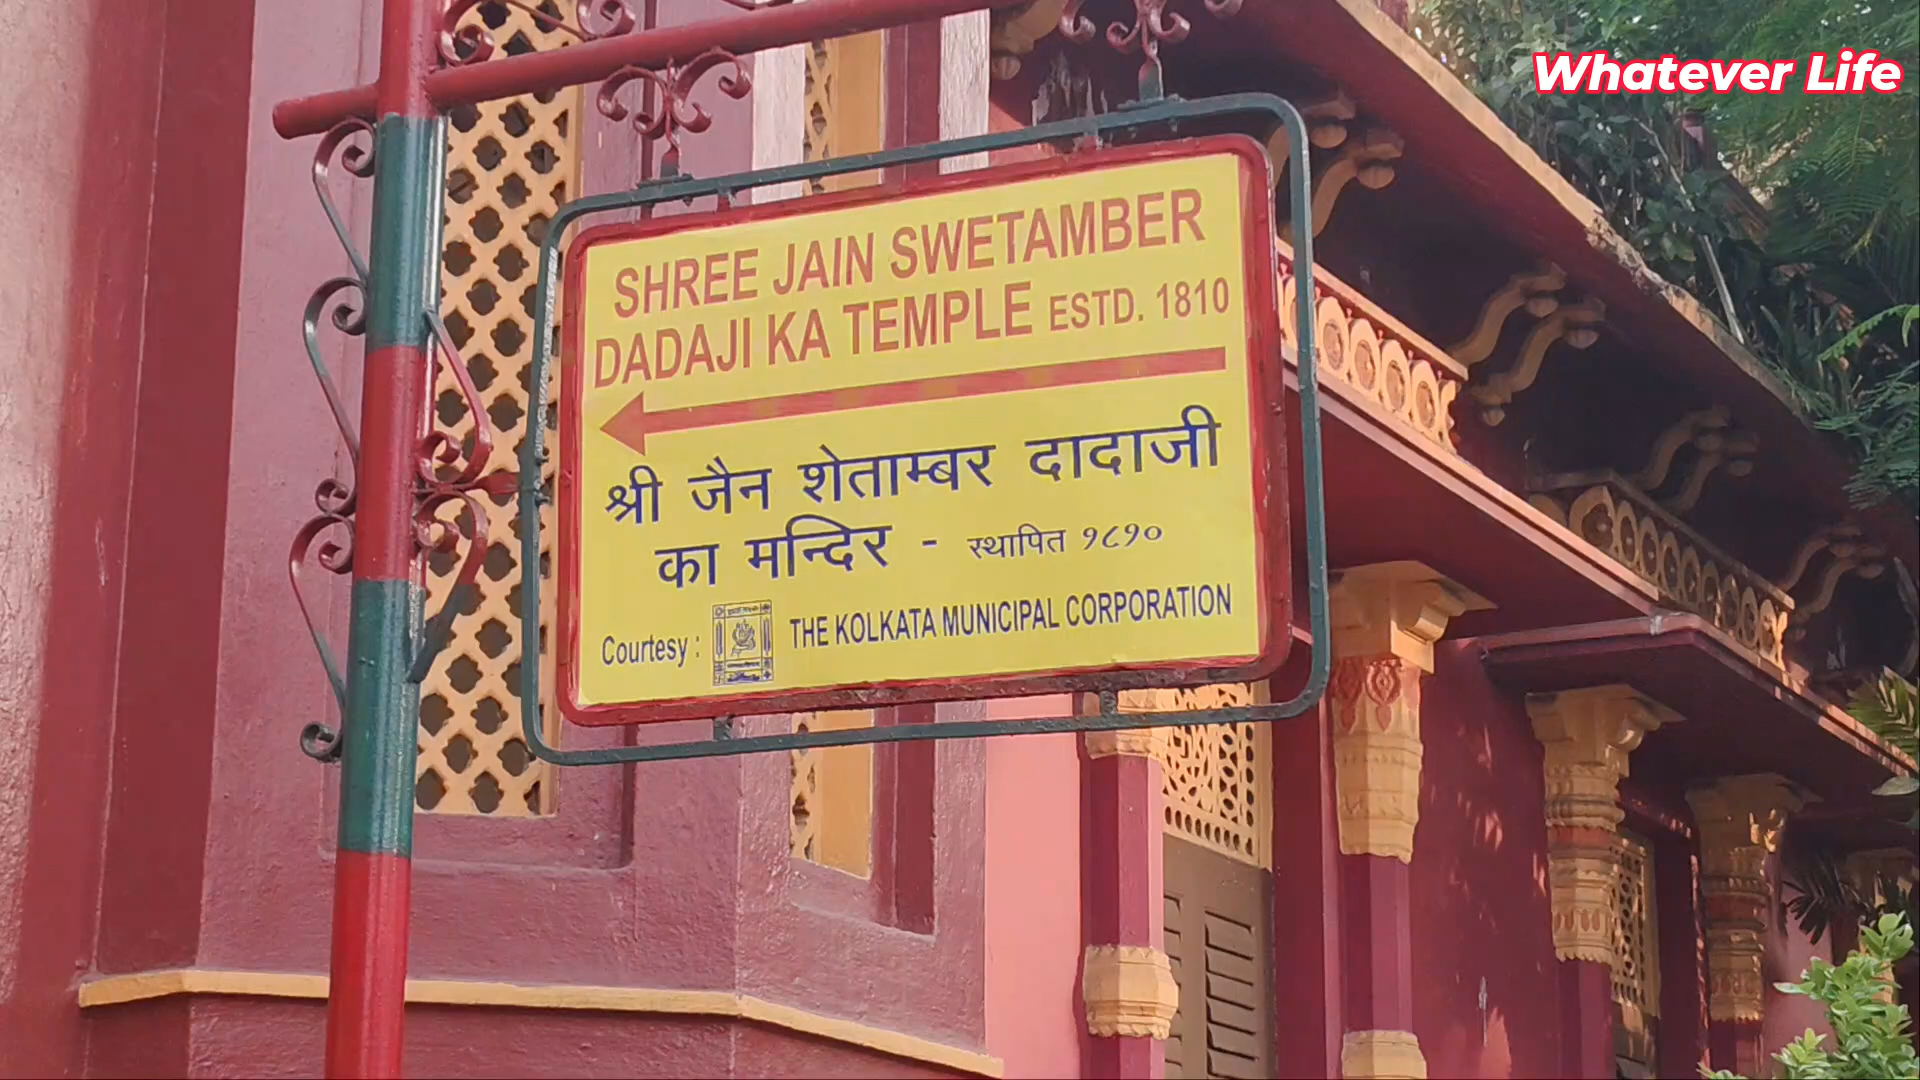 Whatever Life
SHREE JAIN SWETAMBER
DADAJI KA TEMPLE ESTD. 1810
श्री जैन शेताम्बर दादाजी
का मन्दिर - स्थापित १८१०
Courtesy : THE KOLKATA MUNICIPAL CORPORATION